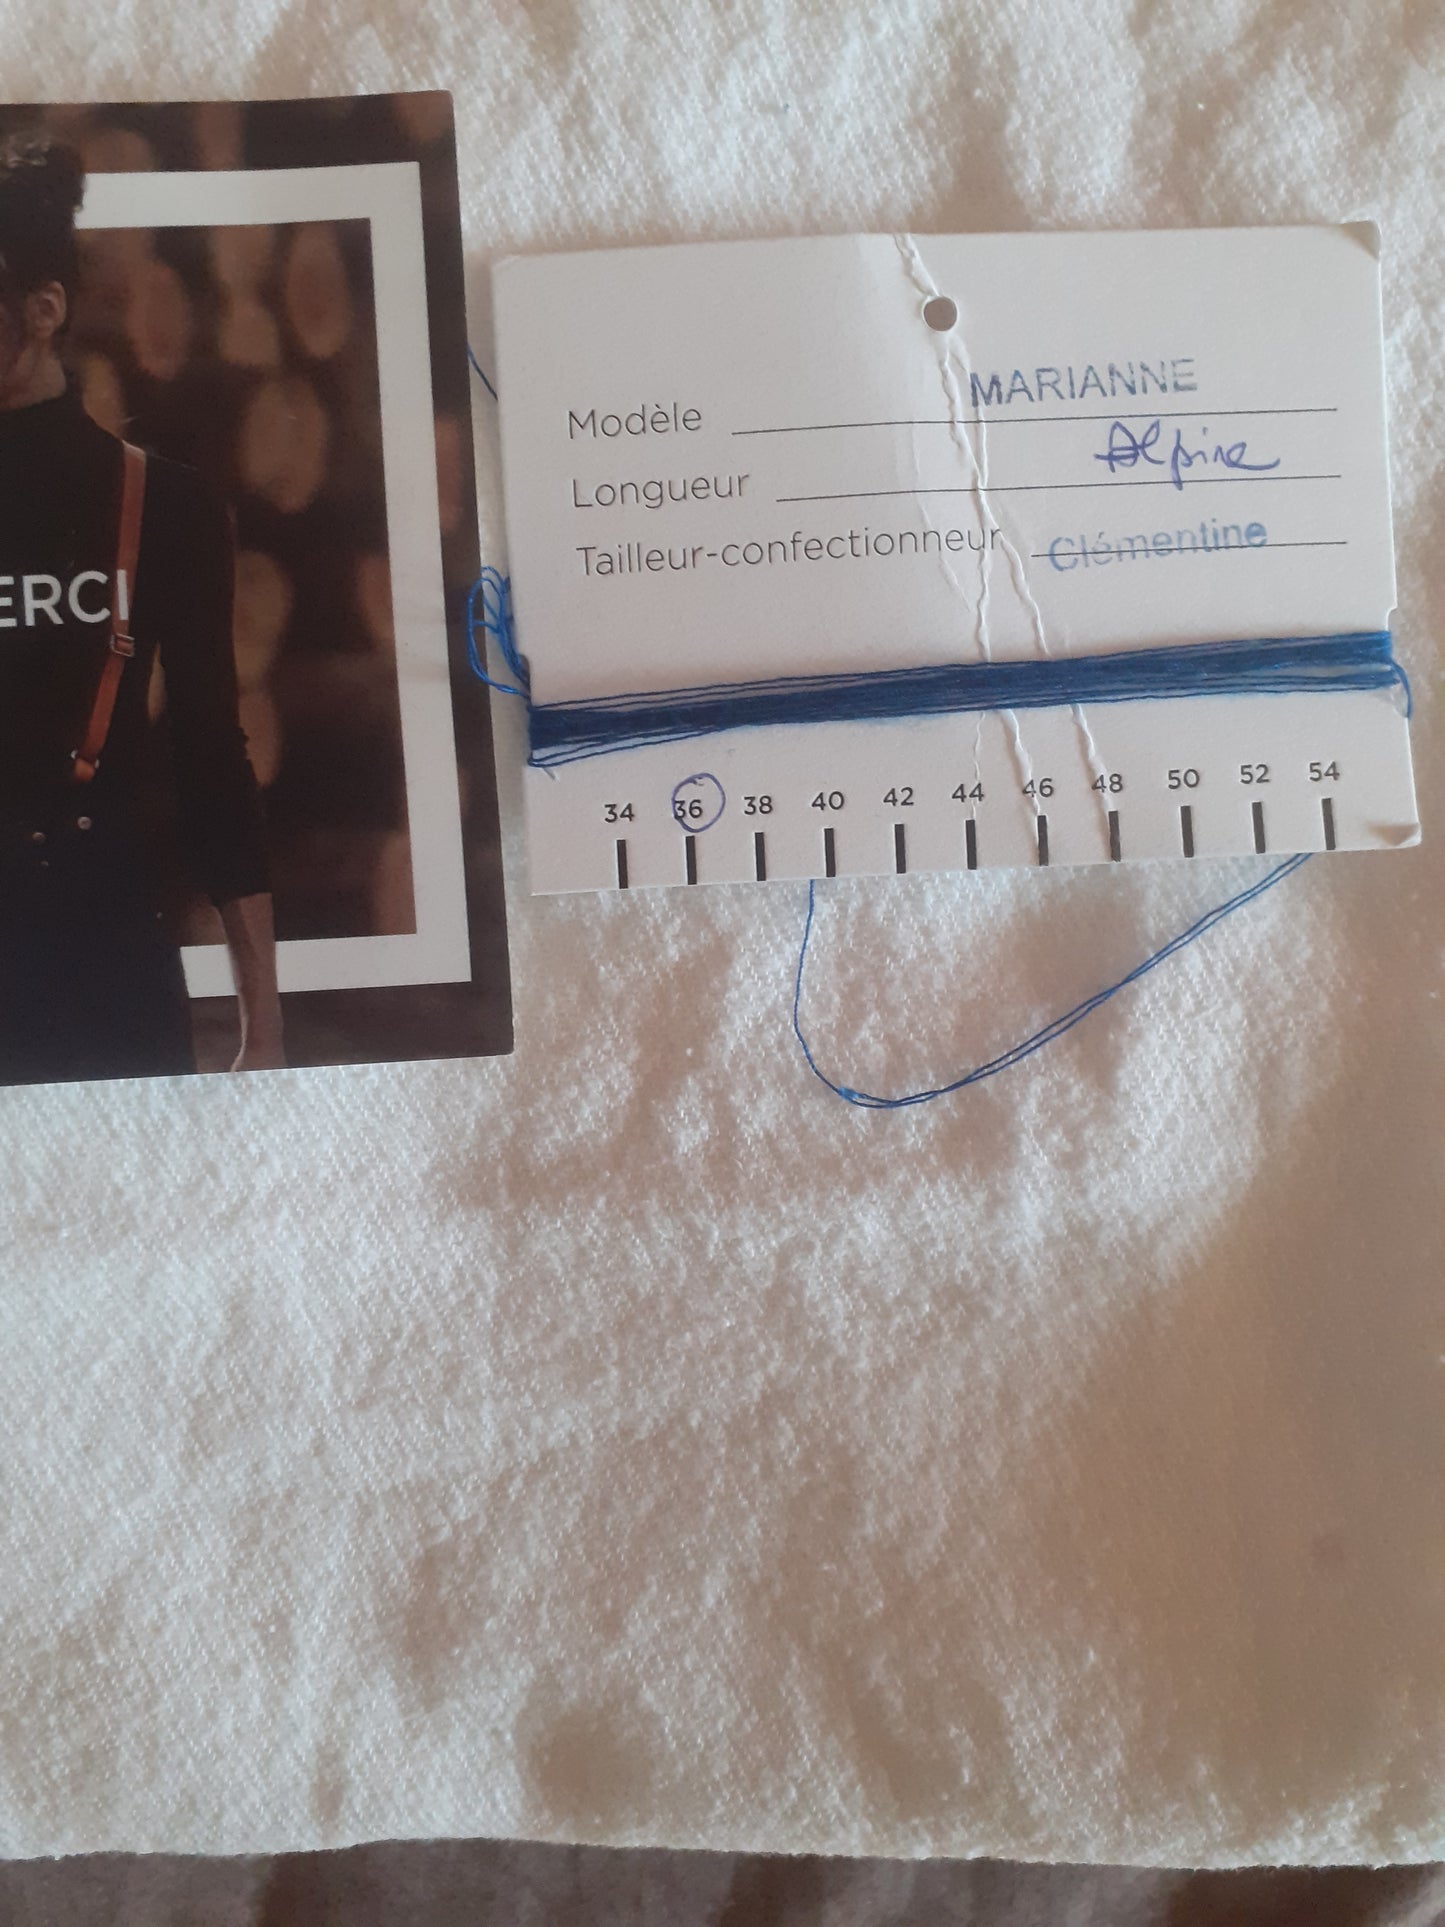 ERCI
Modèle MARIANNE
Longueur Alpine
Tailleur-confectionneur Clémentine
34 36 38 40 42 44 46 48 50 52 54